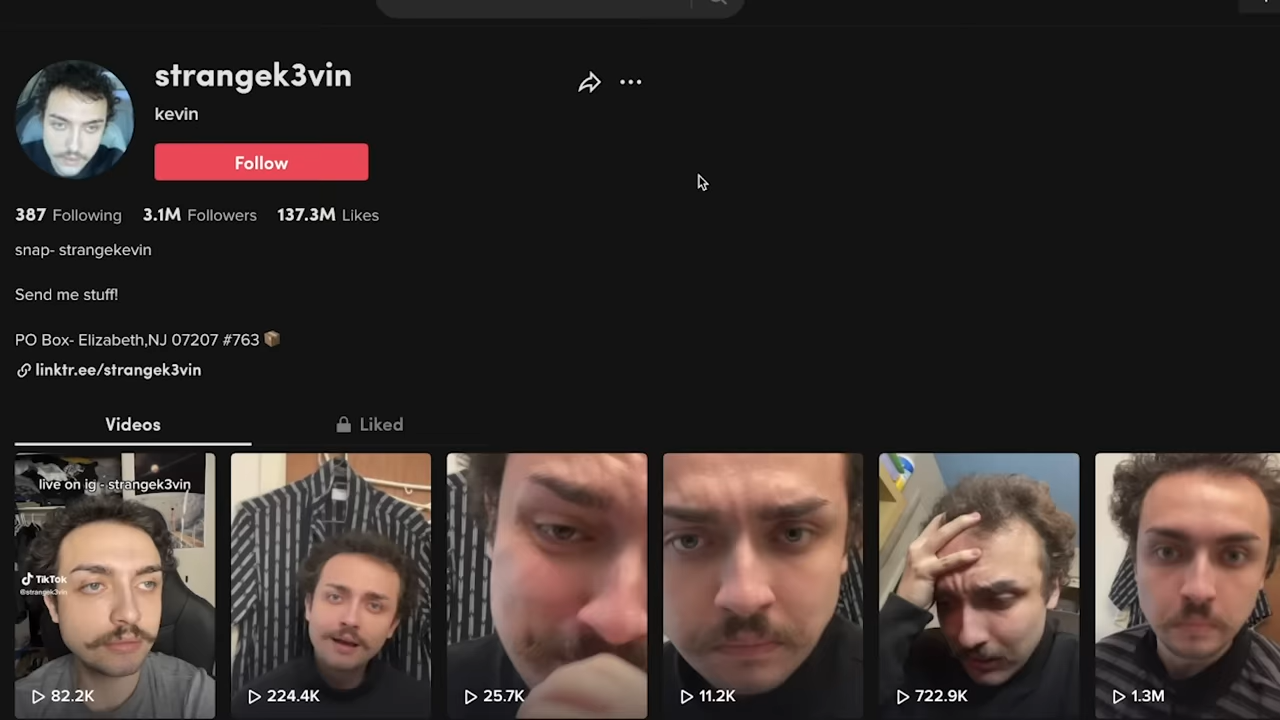 strangek3vin
kevin
Follow
387 Following 3.1M Followers 137.3M Likes
snap- strangekevin
Send me stuff!
PO Box- Elizabeth,NJ 07207 #763 📦
linktr.ee/strangek3vin
Videos Liked
live on ig - strangek3vin
TikTok
@strangek3vin
82.2K 224.4K 25.7K 11.2K 722.9K 1.3M